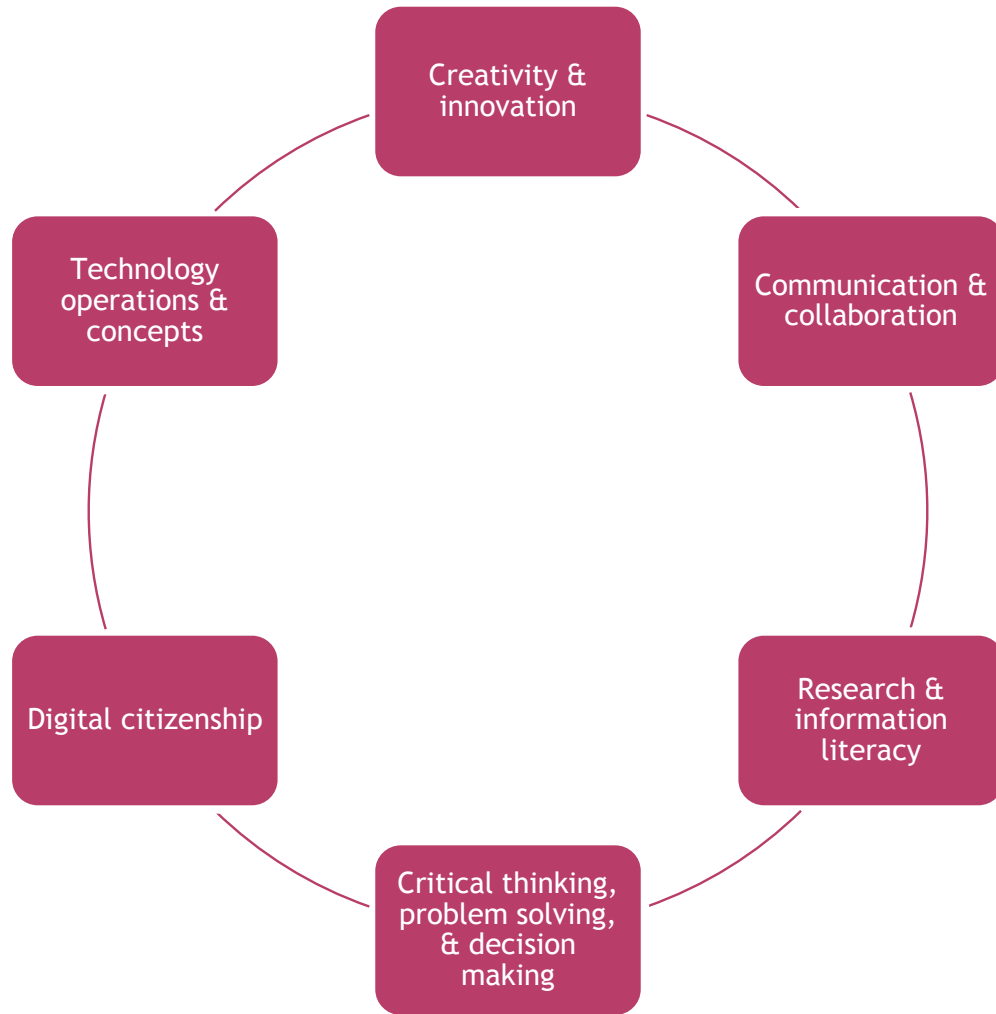 Creativity &
innovation
Communication &
collaboration
Research &
information
literacy
Critical thinking,
problem solving,
& decision
making
Digital citizenship
Technology
operations &
concepts